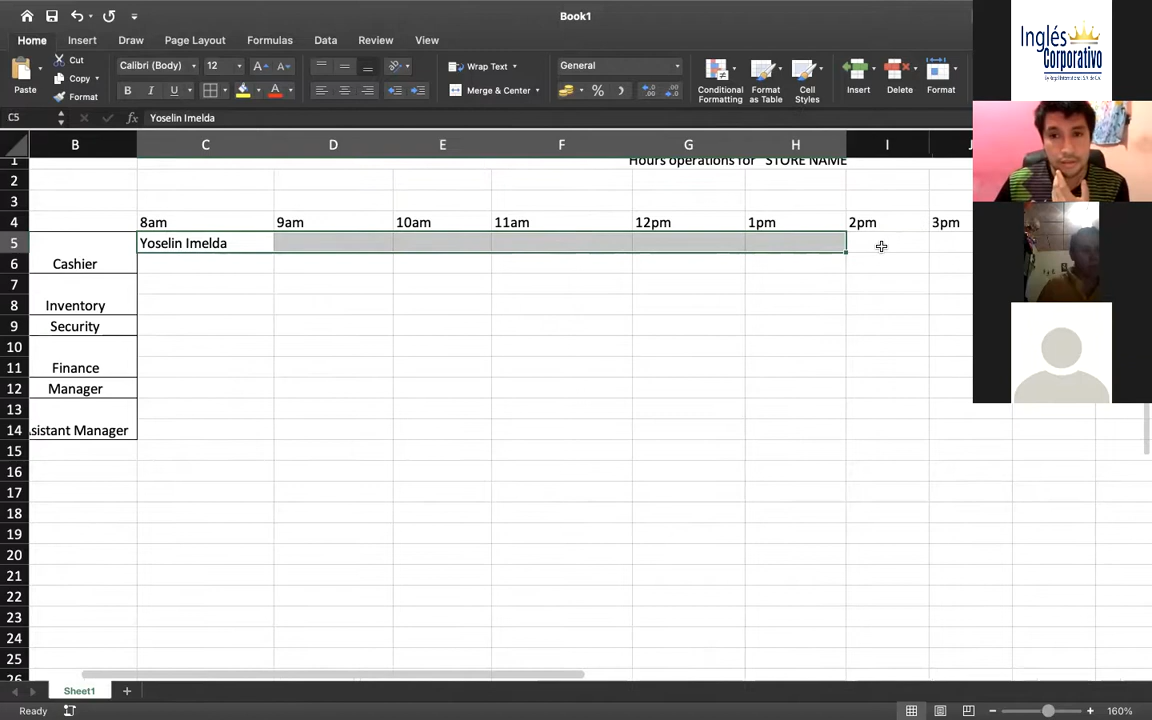 Book1
Home Insert Draw Page Layout Formulas Data Review View
Paste
Cut
Copy
Format
Calibri (Body) 12 A A
B I U A
Wrap Text
Merge & Center
General
%
Conditional Formatting
Format as Table
Cell Styles
Insert
Delete
Format
C5 fx Yoselin Imelda
B C D E F G H I J
1 Hours operations for "STORE NAME
2
3
4 8am 9am 10am 11am 12pm 1pm 2pm 3pm
5 Yoselin Imelda
6 Cashier
7
8 Inventory
9 Security
10
11 Finance
12 Manager
13
14 sistant Manager
15
16
17
18
19
20
21
22
23
24
25
26
Sheet1
Ready
160%
Inglés
Corporativo